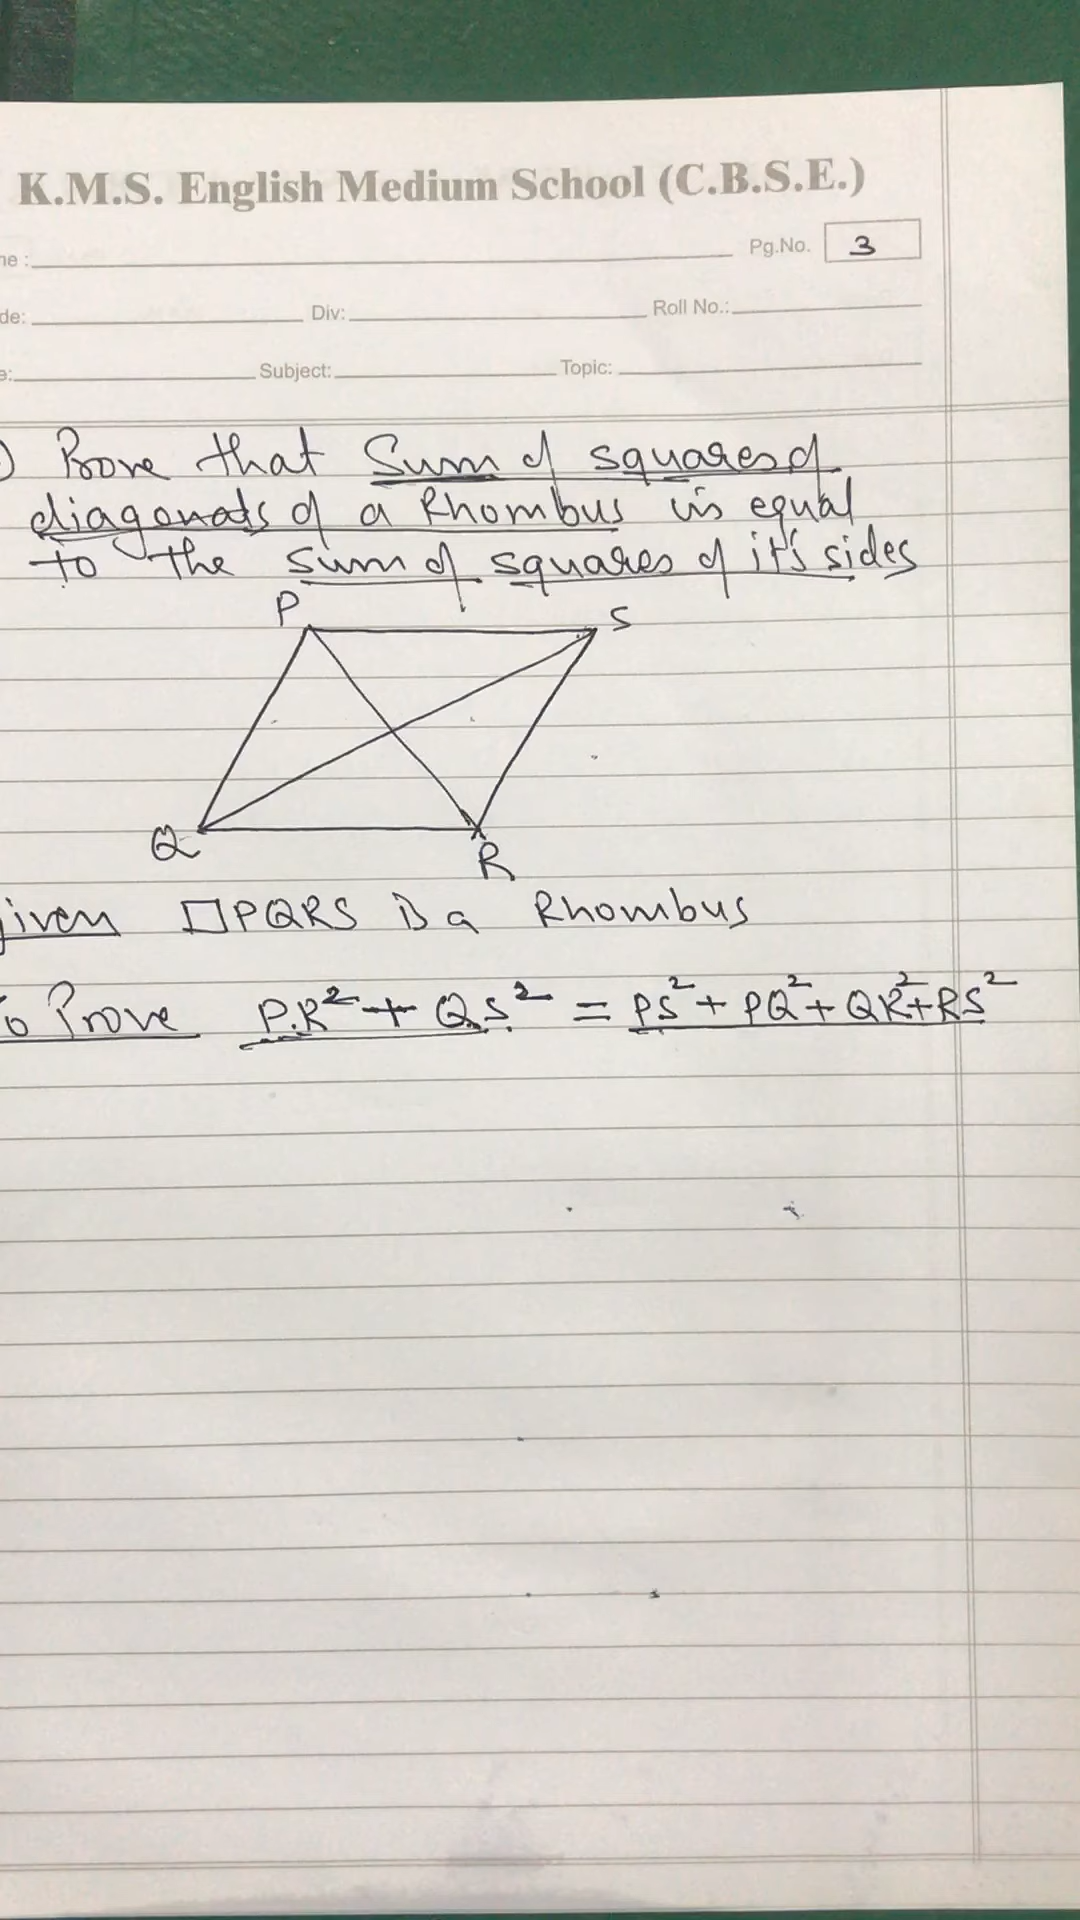 K.M.S. English Medium School (C.B.S.E.)
Pg.No. 3
me :
de:
Div:
Roll No.:
e:
Subject:
Topic:
) Prove that Sum of squares of
diagonals of a Rhombus is equal
to the sum of squares of it's sides
P
S
Q
R
given □PQRS is a Rhombus
To Prove PR² + QS² = PS² + PQ² + QR² + RS²